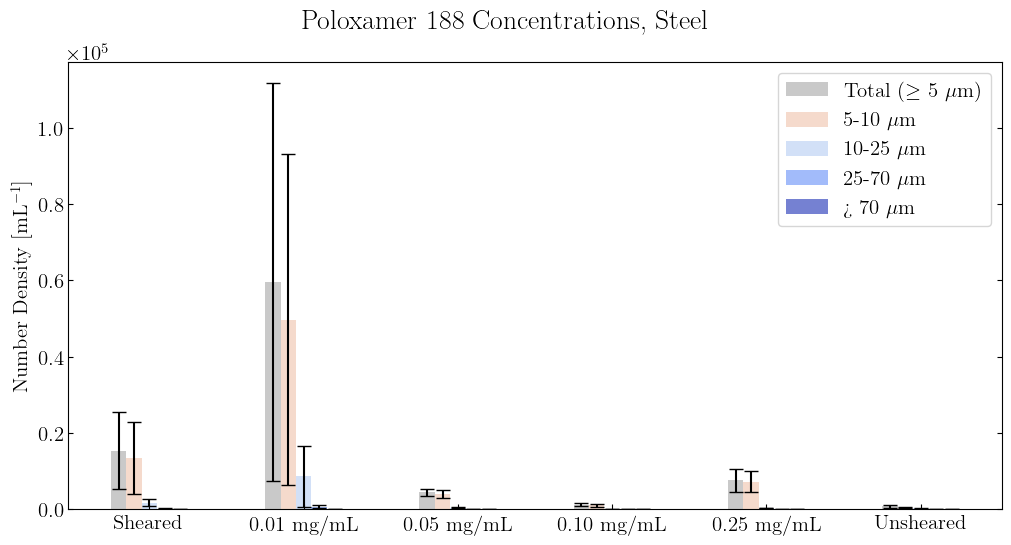 Poloxamer 188 Concentrations, Steel
×10⁵
Total (≥ 5 μm)
5-10 μm
10-25 μm
25-70 μm
¿ 70 μm
1.0
0.8
0.6
0.4
0.2
0.0
Number Density [mL⁻¹]
Sheared 0.01 mg/mL 0.05 mg/mL 0.10 mg/mL 0.25 mg/mL Unsheared